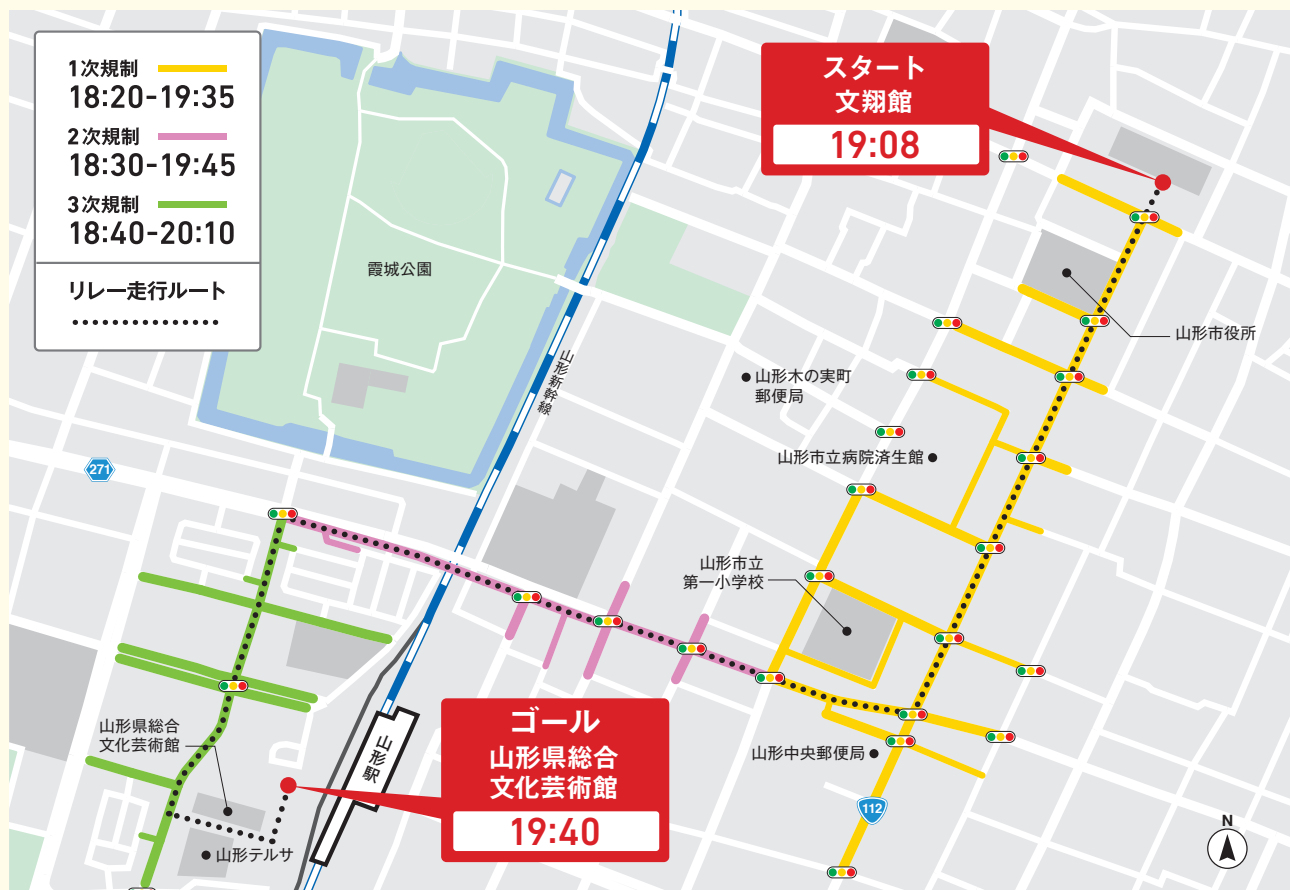 1次規制
18:20-19:35
2次規制
18:30-19:45
3次規制
18:40-20:10
リレー走行ルート
スタート
文翔館
19:08
霞城公園
山形新幹線
山形市役所
山形木の実町
郵便局
山形市立病院済生館
271
山形市立
第一小学校
山形県総合
文化芸術館
山形駅
ゴール
山形県総合
文化芸術館
19:40
山形中央郵便局
112
山形テルサ
N